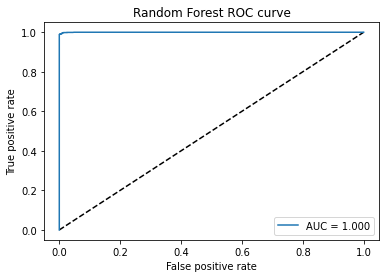 Random Forest ROC curve
True positive rate
1.0
0.8
0.6
0.4
0.2
0.0
AUC = 1.000
0.0 0.2 0.4 0.6 0.8 1.0
False positive rate